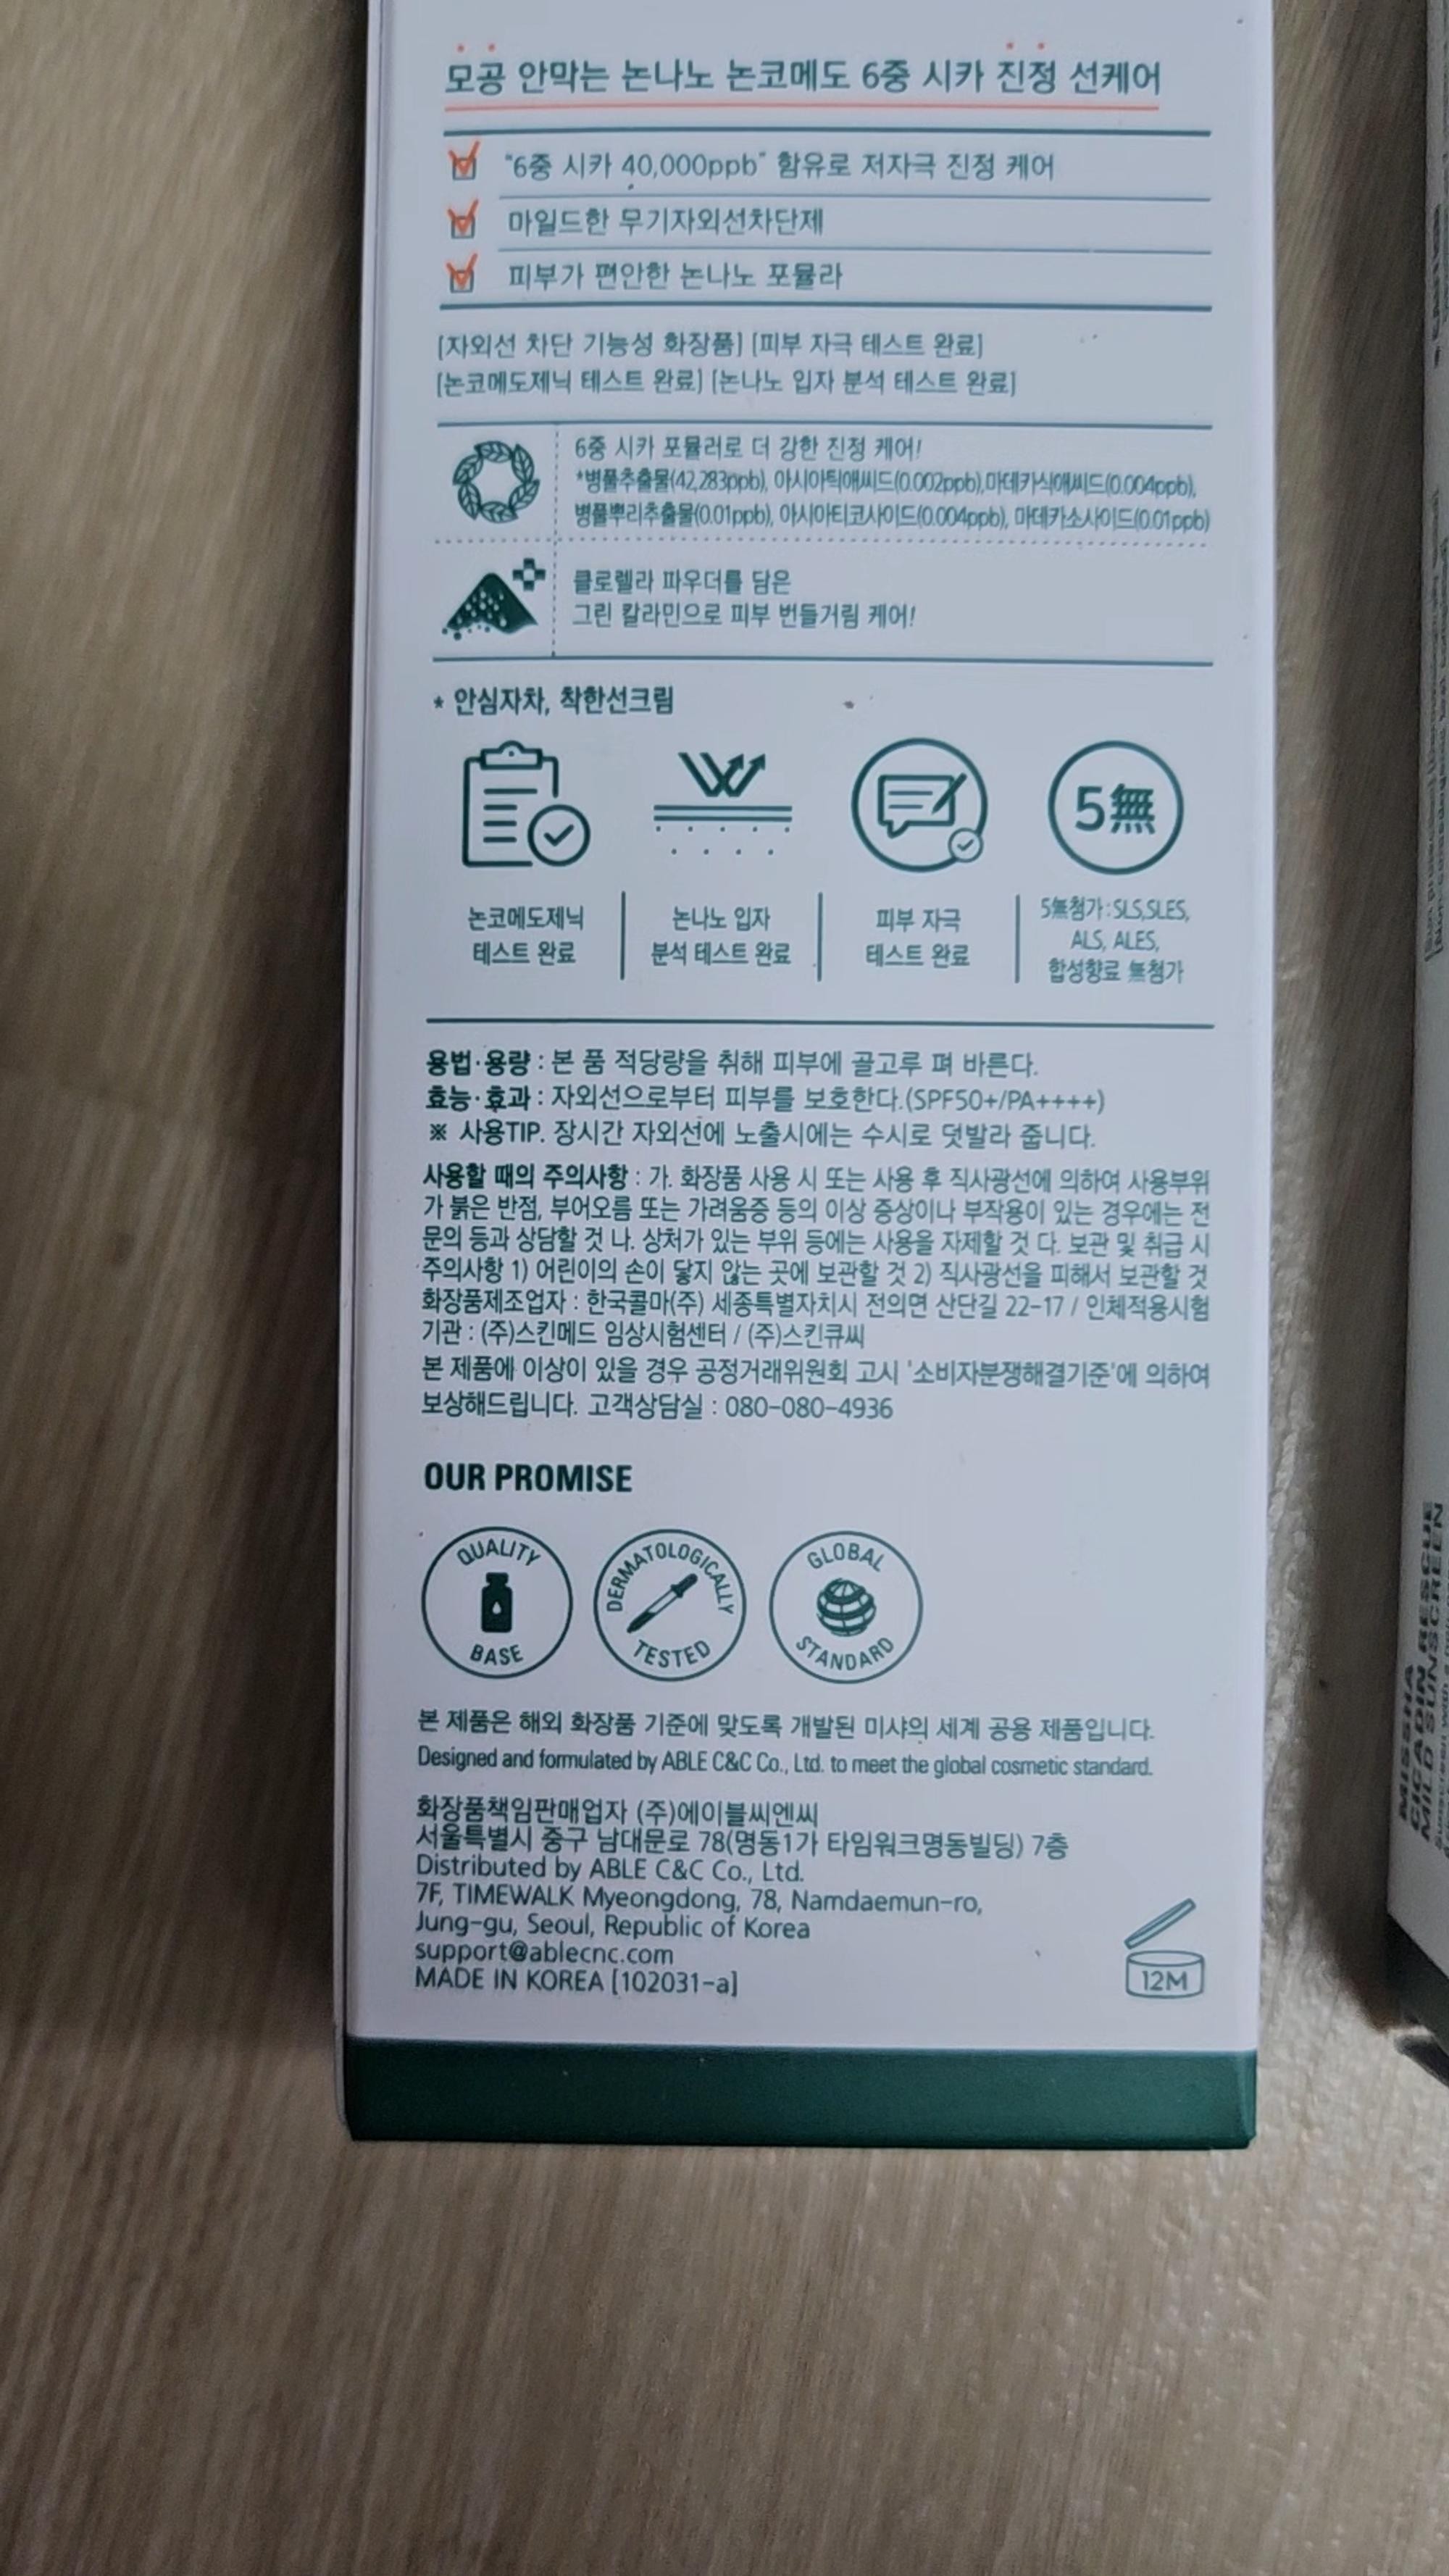 모공 안막는 논나노 논코메도 6중 시카 진정 선케어
"6중 시카 40,000ppb" 함유로 저자극 진정 케어
마일드한 무기자외선차단제
피부가 편안한 논나노 포뮬라
[자외선 차단 기능성 화장품] [피부 자극 테스트 완료]
[논코메도제닉 테스트 완료] [논나노 입자 분석 테스트 완료]
6중 시카 포뮬러로 더 강한 진정 케어!
*병풀추출물(42,283ppb), 아시아틱애씨드(0.002ppb),마데카식애씨드(0.004ppb),
병풀뿌리추출물(0.01ppb), 아시아티코사이드(0.004ppb), 마데카소사이드(0.01ppb)
클로렐라 파우더를 담은
그린 칼라민으로 피부 번들거림 케어!
* 안심자차, 착한선크림
5無
논코메도제닉
테스트 완료
논나노 입자
분석 테스트 완료
피부 자극
테스트 완료
5無첨가:SLS,SLES,
ALS, ALES,
합성향료 無첨가
용법·용량 : 본 품 적당량을 취해 피부에 골고루 펴 바른다.
효능·효과 : 자외선으로부터 피부를 보호한다.(SPF50+/PA++++)
※ 사용TIP. 장시간 자외선에 노출시에는 수시로 덧발라 줍니다.
사용할 때의 주의사항 : 가. 화장품 사용 시 또는 사용 후 직사광선에 의하여 사용부위
가 붉은 반점, 부어오름 또는 가려움증 등의 이상 증상이나 부작용이 있는 경우에는 전
문의 등과 상담할 것 나. 상처가 있는 부위 등에는 사용을 자제할 것 다. 보관 및 취급 시
주의사항 1) 어린이의 손이 닿지 않는 곳에 보관할 것 2) 직사광선을 피해서 보관할 것
화장품제조업자 : 한국콜마(주) 세종특별자치시 전의면 산단길 22-17 / 인체적용시험
기관 : (주)스킨메드 임상시험센터 / (주)스킨큐씨
본 제품에 이상이 있을 경우 공정거래위원회 고시 '소비자분쟁해결기준'에 의하여
보상해드립니다. 고객상담실 : 080-080-4936
OUR PROMISE
QUALITY
BASE
DERMATOLOGICALLY
TESTED
GLOBAL
STANDARD
본 제품은 해외 화장품 기준에 맞도록 개발된 미샤의 세계 공용 제품입니다.
Designed and formulated by ABLE C&C Co., Ltd. to meet the global cosmetic standard.
화장품책임판매업자 (주)에이블씨엔씨
서울특별시 중구 남대문로 78(명동1가 타임워크명동빌딩) 7층
Distributed by ABLE C&C Co., Ltd.
7F, TIMEWALK Myeongdong, 78, Namdaemun-ro,
Jung-gu, Seoul, Republic of Korea
support@ablecnc.com
MADE IN KOREA [102031-a]
12M
MISSHA
CICADIN RESCUE
MILD SUNSCREEN